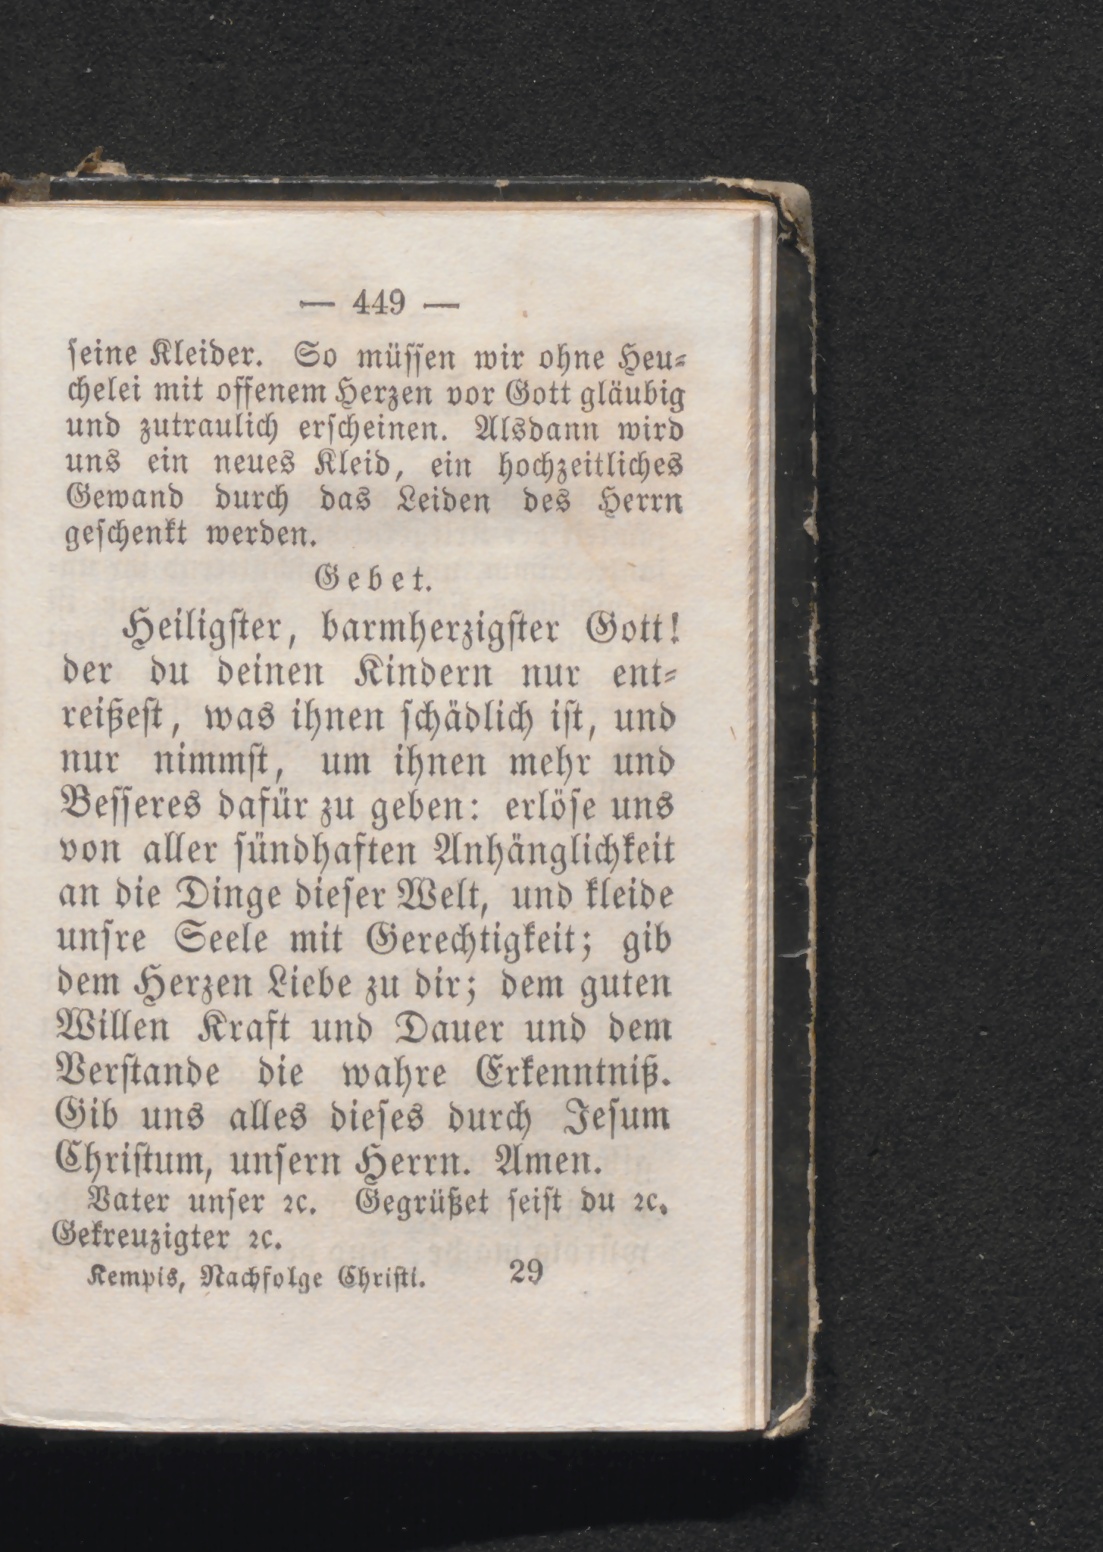 — 449 —
seine Kleider. So müssen wir ohne Heu-
chelei mit offenem Herzen vor Gott gläubig
und zutraulich erscheinen. Alsdann wird
uns ein neues Kleid, ein hochzeitliches
Gewand durch das Leiden des Herrn
geschenkt werden.
Gebet.
Heiligster, barmherzigster Gott!
der du deinen Kindern nur ent-
reißest, was ihnen schädlich ist, und
nur nimmst, um ihnen mehr und
Besseres dafür zu geben: erlöse uns
von aller sündhaften Anhänglichkeit
an die Dinge dieser Welt, und kleide
unsre Seele mit Gerechtigkeit; gib
dem Herzen Liebe zu dir; dem guten
Willen Kraft und Dauer und dem
Verstande die wahre Erkenntniß.
Gib uns alles dieses durch Jesum
Christum, unsern Herrn. Amen.
Vater unser ꝛc. Gegrüßet seist du ꝛc.
Gekreuzigter ꝛc.
Kempis, Nachfolge Christi. 29